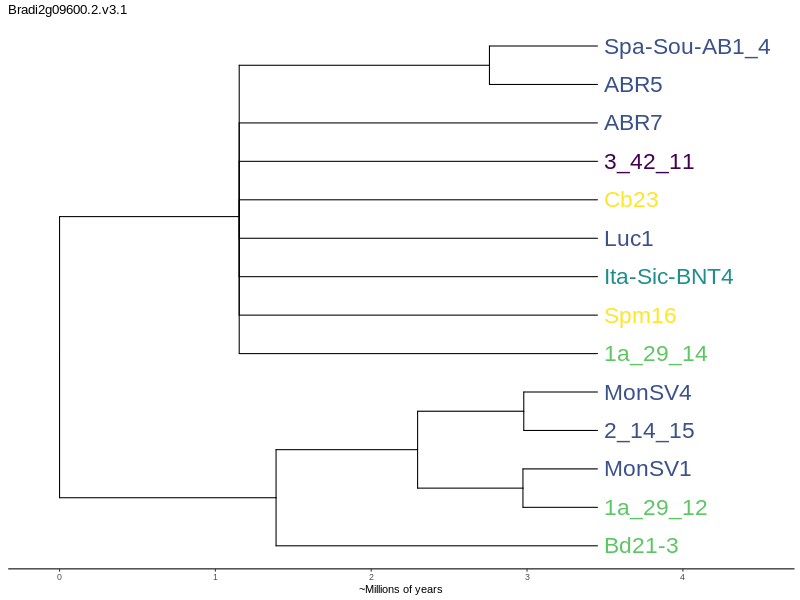 Bradi2g09600.2.v3.1
Spa-Sou-AB1_4
ABR5
ABR7
3_42_11
Cb23
Luc1
Ita-Sic-BNT4
Spm16
1a_29_14
MonSV4
2_14_15
MonSV1
1a_29_12
Bd21-3
0 1 2 3 4
~Millions of years